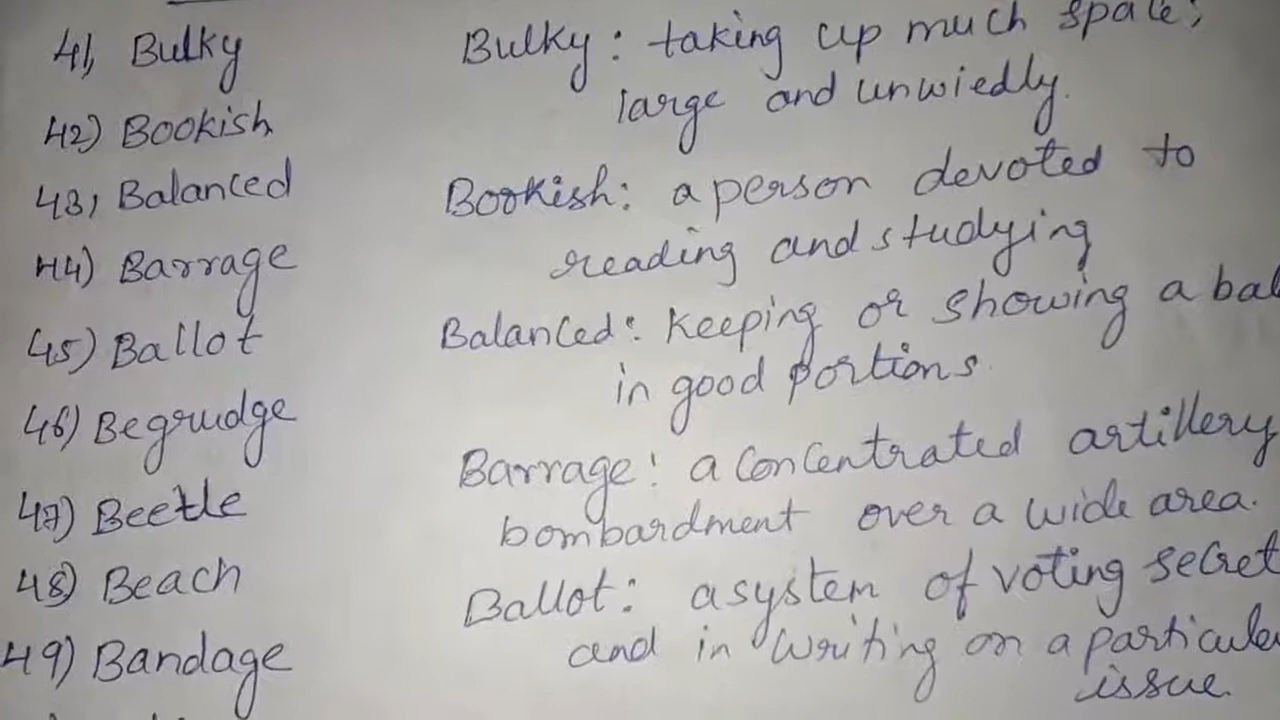 41) Bulky
42) Bookish
43) Balanced
44) Barrage
45) Ballot
46) Begrudge
47) Beetle
48) Beach
49) Bandage
Bulky: taking up much space;
large and unwiedly.
Bookish: a person devoted to
reading and studying
Balanced: Keeping or showing a bal
in good portions.
Barrage: a concentrated artillery
bombardment over a wide area.
Ballot: a system of voting secret
and in writing on a particula
issue.